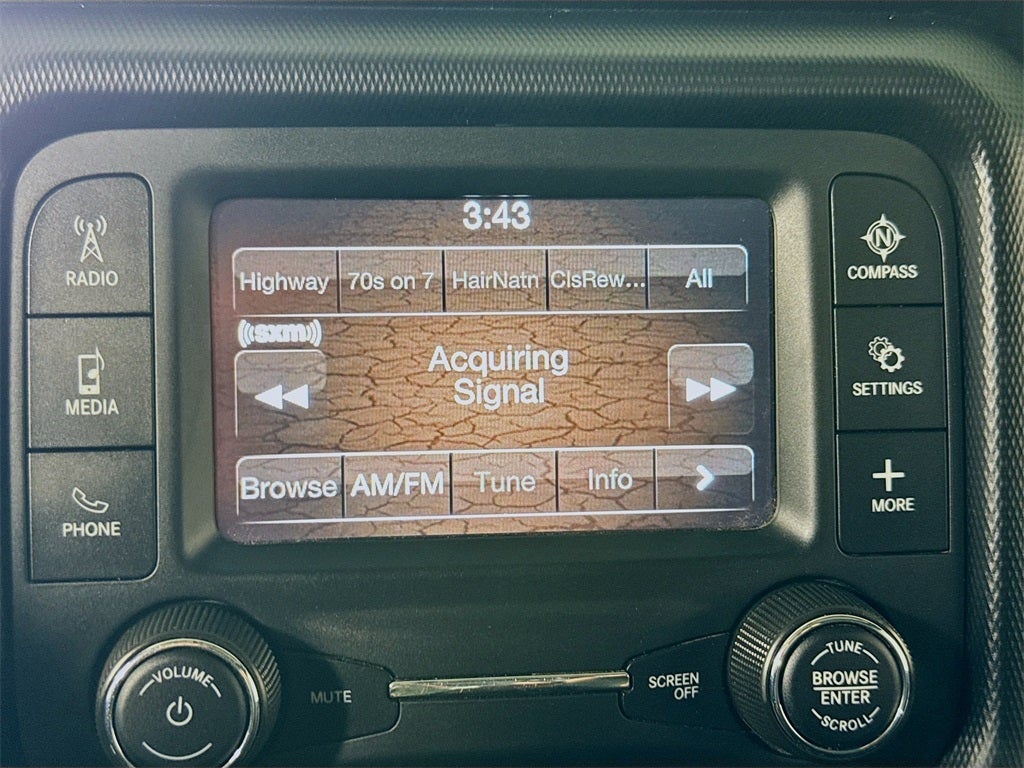 3:43
Highway 70s on 7 HairNatn ClsRew... All
((sxm))
Acquiring
Signal
Browse AM/FM Tune Info >
RADIO
MEDIA
PHONE
N
COMPASS
SETTINGS
MORE
VOLUME
MUTE
SCREEN
OFF
TUNE
BROWSE
ENTER
SCROLL